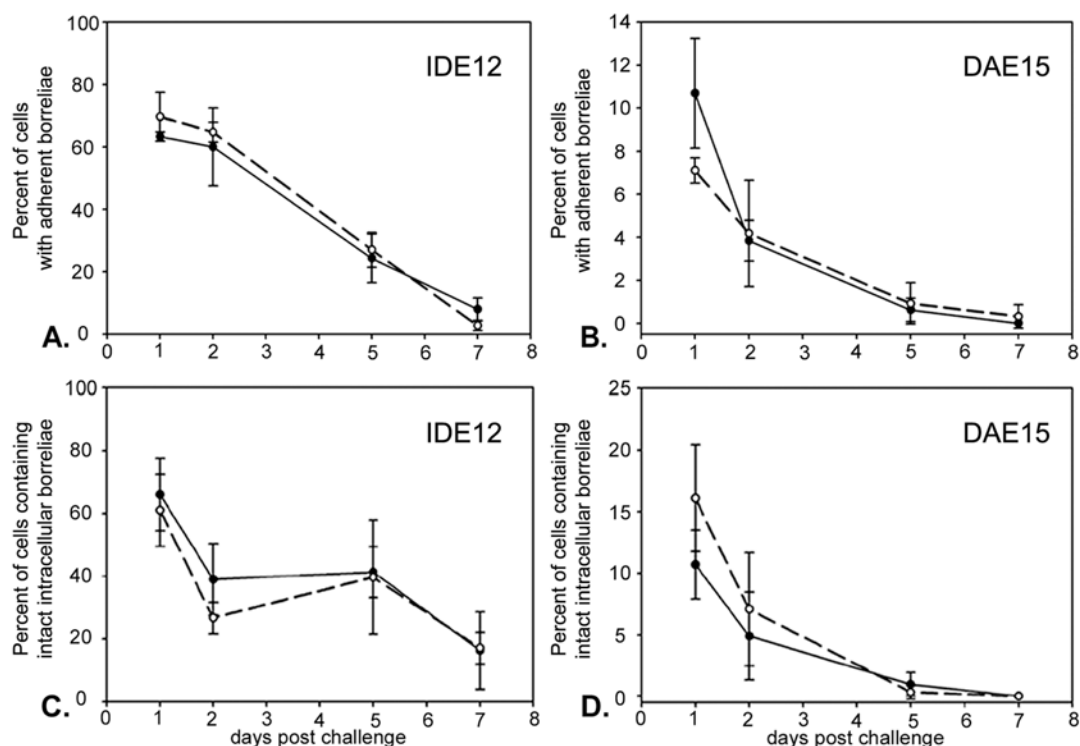 100
80
60
40
20
0
Percent of cells
with adherent borreliae
IDE12
A.
0 1 2 3 4 5 6 7 8
14
12
10
8
6
4
2
0
Percent of cells
with adherent borreliae
DAE15
B.
0 1 2 3 4 5 6 7 8
100
80
60
40
20
0
Percent of cells containing
intact intracellular borreliae
IDE12
C.
0 1 2 3 4 5 6 7 8
days post challenge
25
20
15
10
5
0
Percent of cells containing
intact intracellular borreliae
DAE15
D.
0 1 2 3 4 5 6 7 8
days post challenge